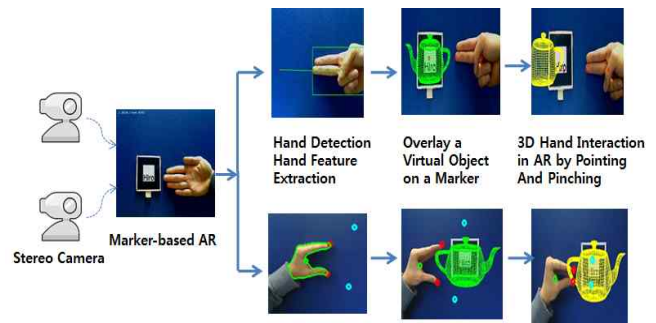 Hand Detection
Hand Feature
Extraction
Overlay a
Virtual Object
on a Marker
3D Hand Interaction
in AR by Pointing
And Pinching
Marker-based AR
Stereo Camera